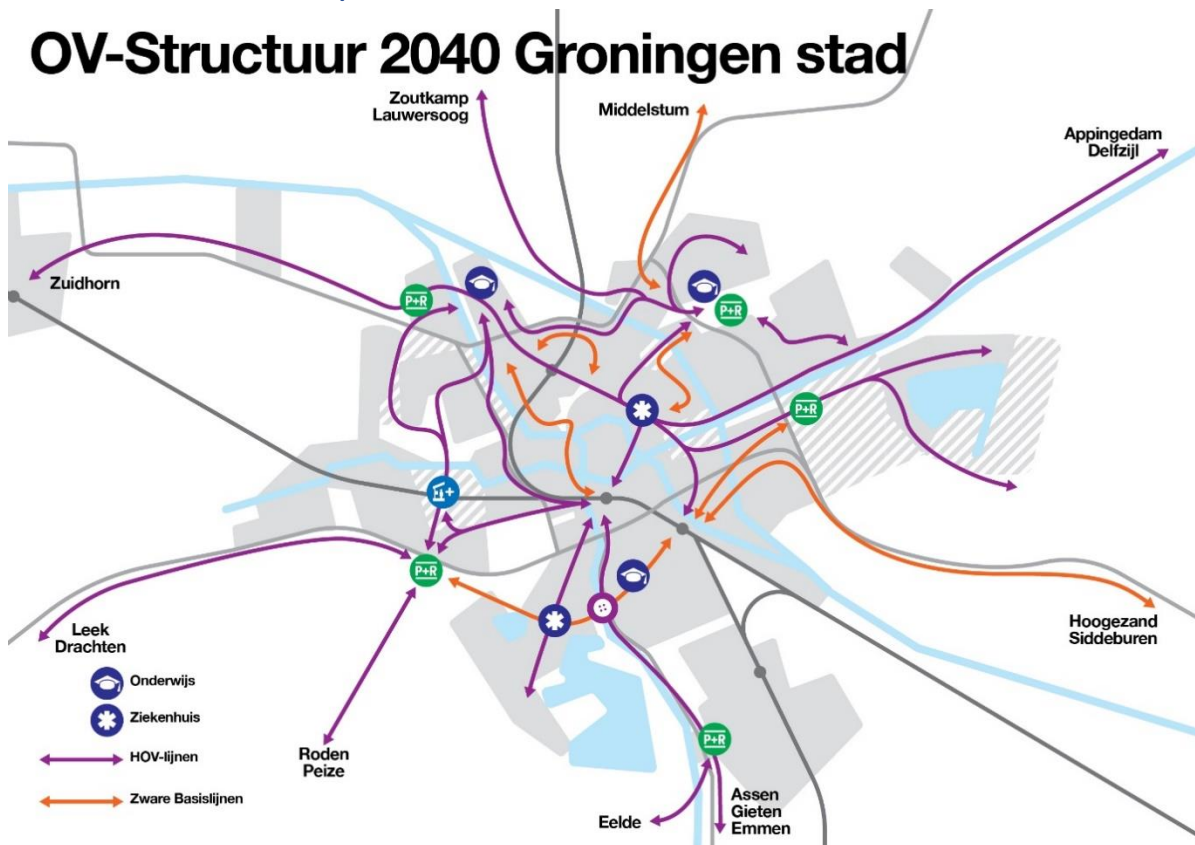 OV-Structuur 2040 Groningen stad
Zoutkamp
Lauwersoog
Middelstum
Appingedam
Delfzijl
Zuidhorn
P+R
P+R
P+R
P+R
Leek
Drachten
Hoogezand
Siddeburen
Onderwijs
Ziekenhuis
HOV-lijnen
Zware Basislijnen
Roden
Peize
P+R
Eelde
Assen
Gieten
Emmen